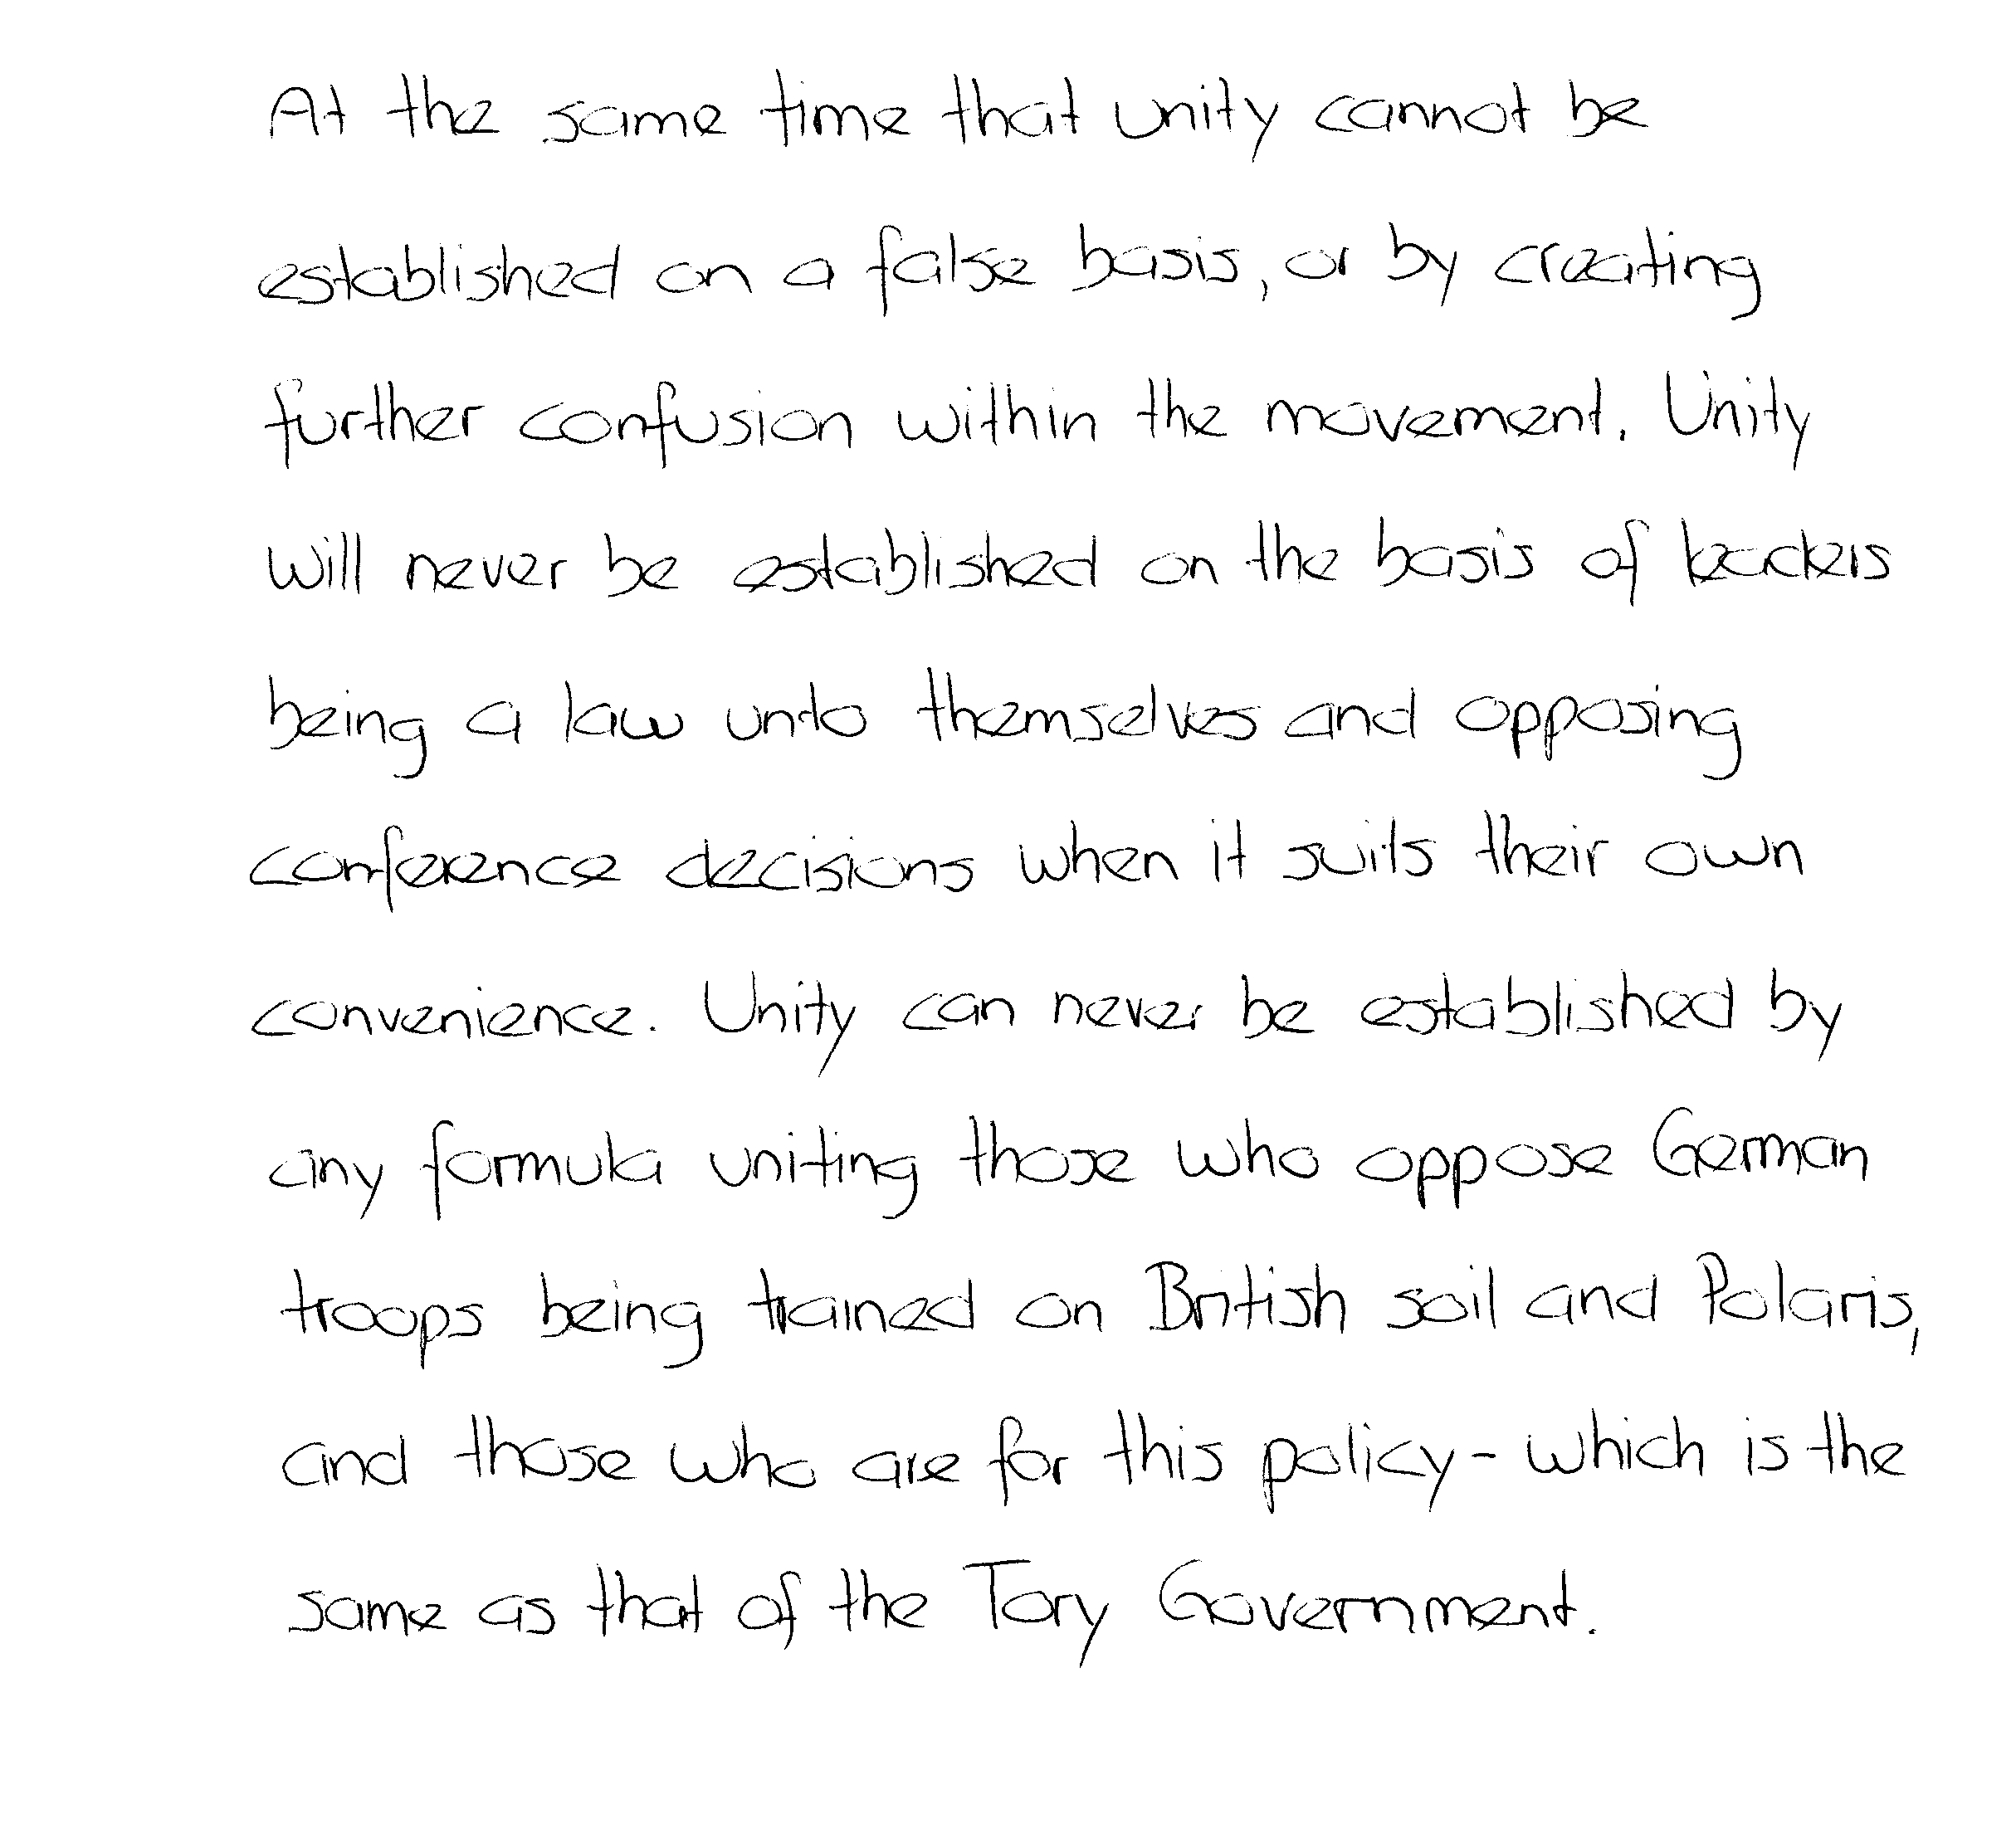 At the same time that unity cannot be
established on a false basis, or by creating
further confusion within the movement. Unity
will never be established on the basis of leaders
being a law unto themselves and opposing
conference decisions when it suits their own
convenience. Unity can never be established by
any formula uniting those who oppose German
troops being trained on British soil and Polaris,
and those who are for this policy - which is the
same as that of the Tory Government.